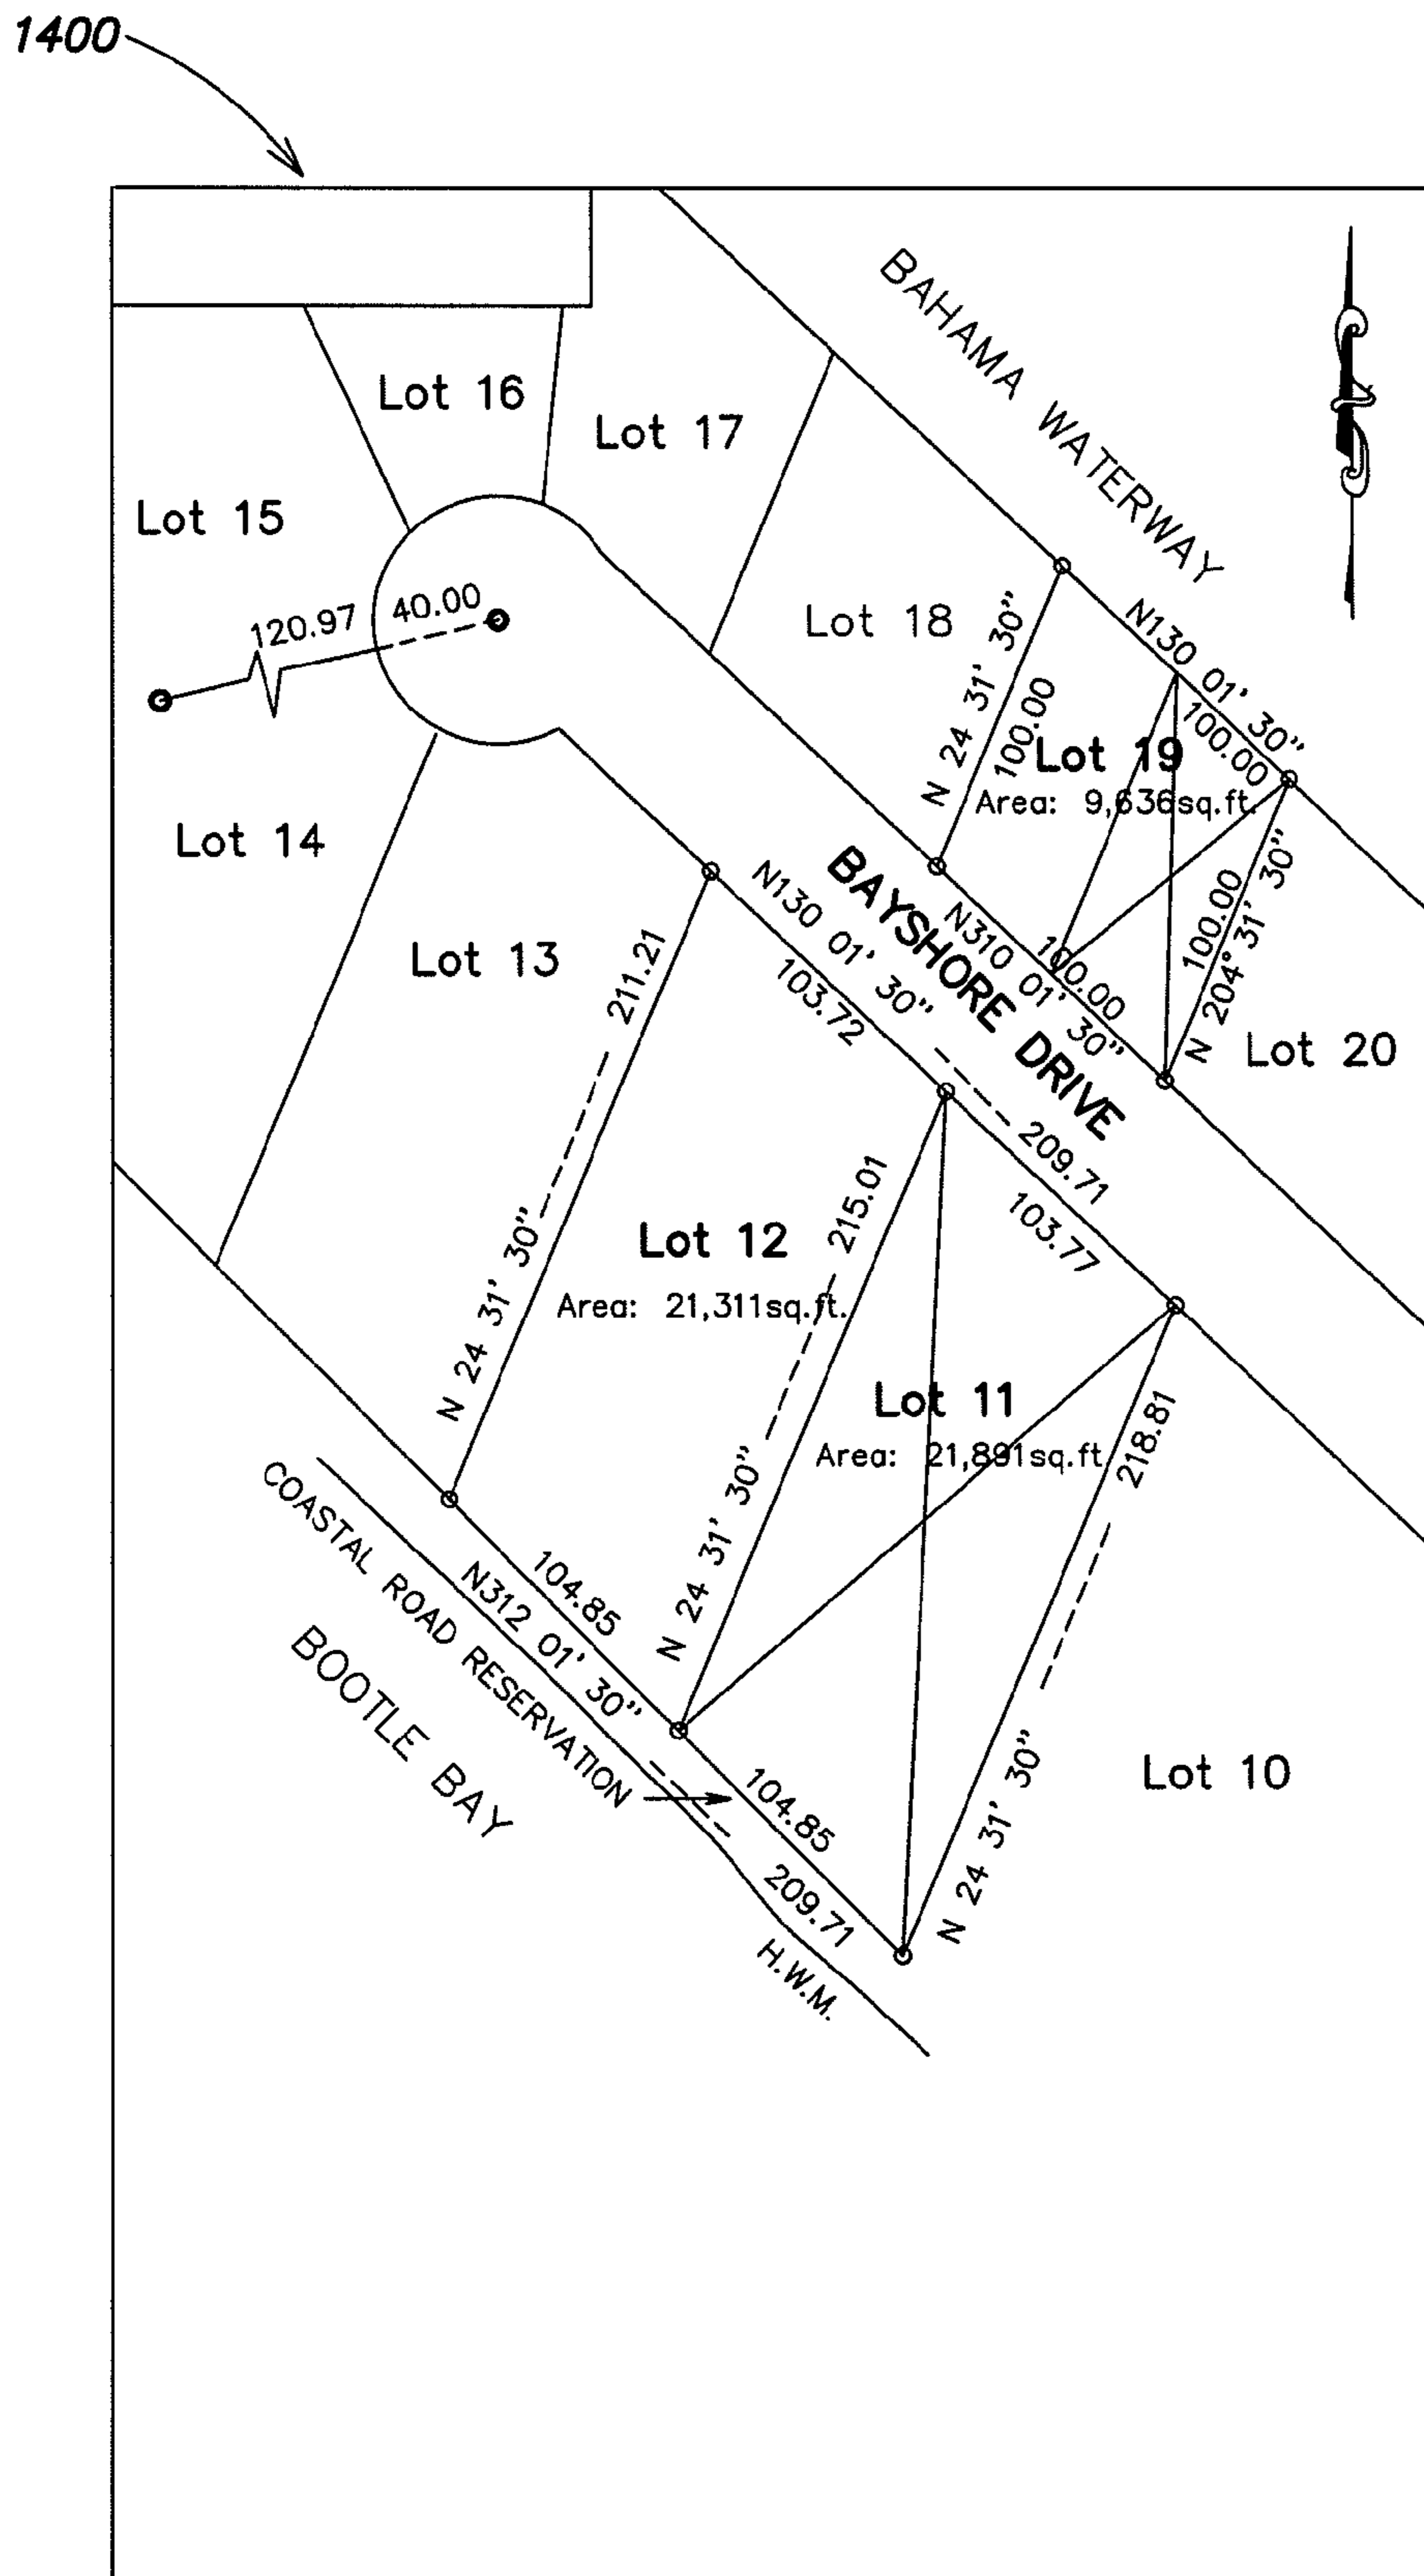 1400
BAHAMA WATERWAY
Lot 16
Lot 17
Lot 15
120.97
40.00
Lot 18
N 24 31' 30"
100.00
N130 01' 30"
100.00
Lot 19
Area: 9,636sq.ft.
Lot 14
100.00
N 204° 31' 30"
BAYSHORE DRIVE
N310 01' 30"
100.00
Lot 20
N130 01' 30"
103.72
Lot 13
211.21
N 24 31' 30"
209.71
103.77
Lot 12
Area: 21,311sq.ft.
215.01
N 24 31' 30"
Lot 11
Area: 21,891sq.ft
218.81
N 24 31' 30"
COASTAL ROAD RESERVATION
N312 01' 30"
104.85
BOOTLE BAY
104.85
209.71
H.W.M.
Lot 10